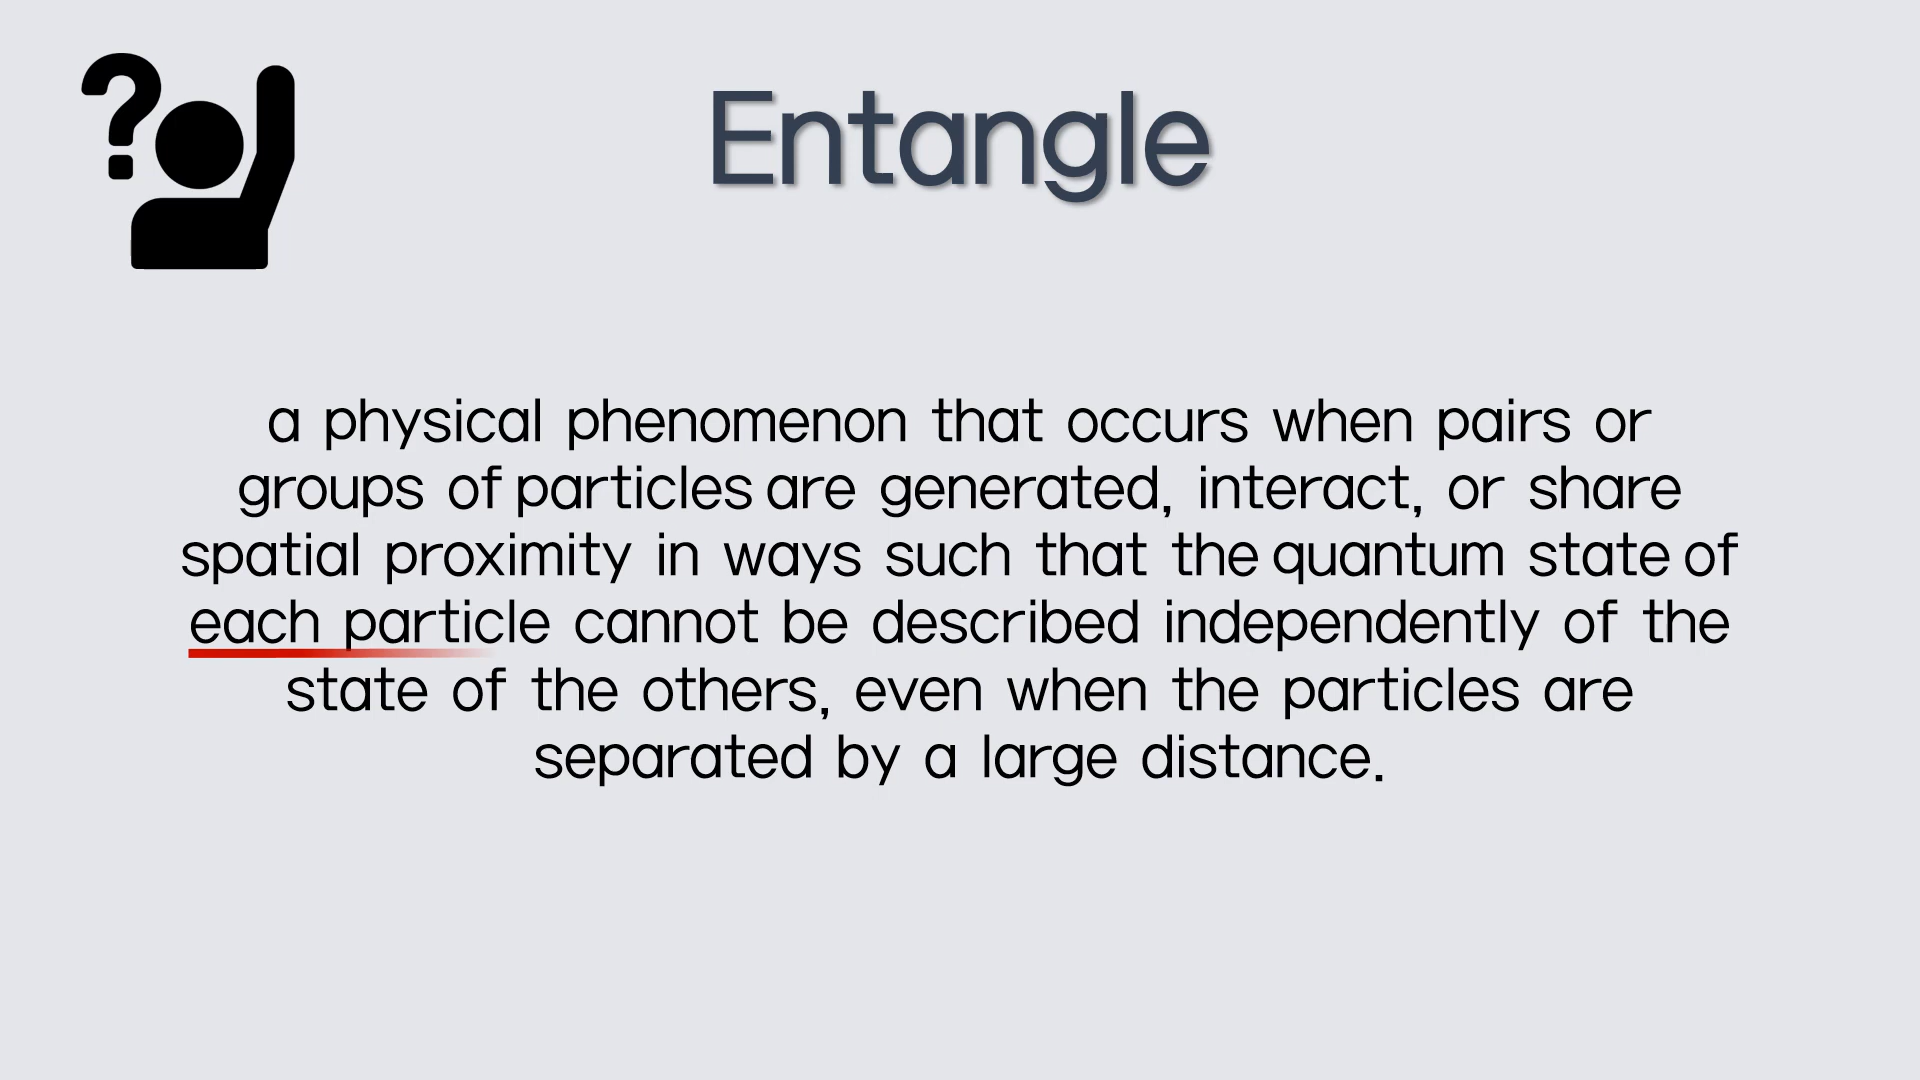 Entangle
a physical phenomenon that occurs when pairs or
groups of particles are generated, interact, or share
spatial proximity in ways such that the quantum state of
each particle cannot be described independently of the
state of the others, even when the particles are
separated by a large distance.